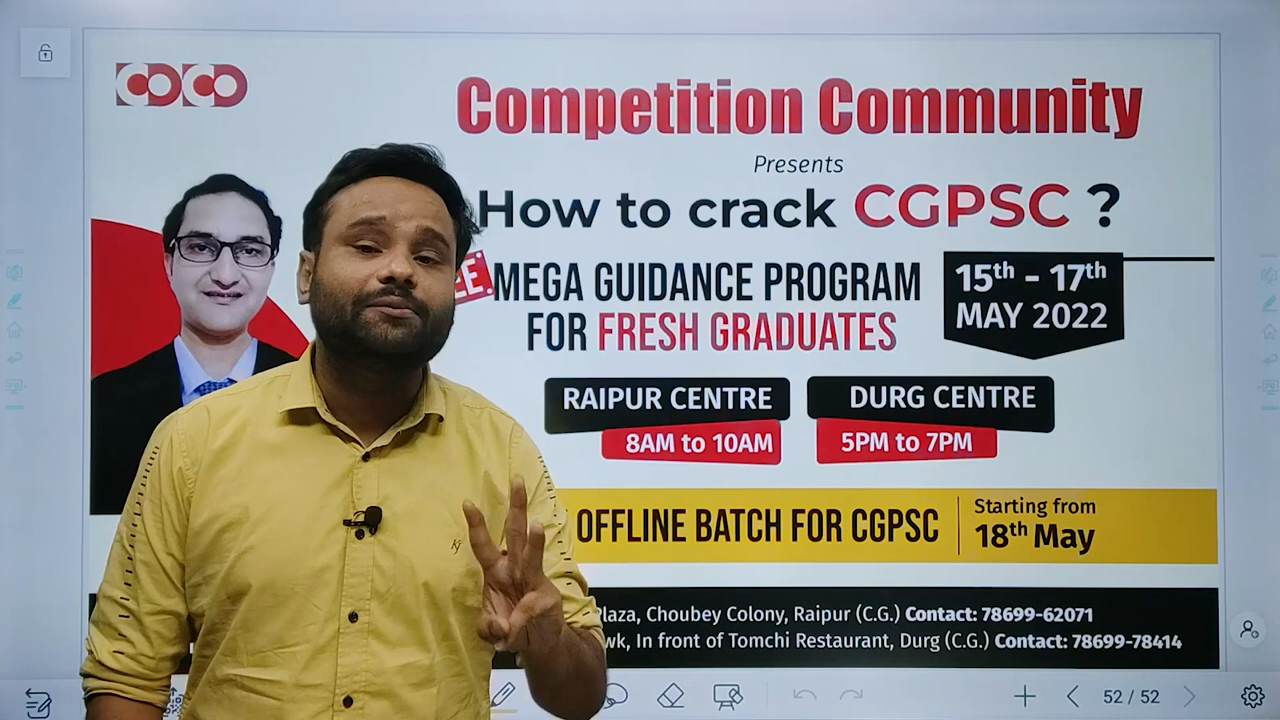 COCO
Competition Community
Presents
How to crack CGPSC ?
MEGA GUIDANCE PROGRAM
FOR FRESH GRADUATES
15th - 17th
MAY 2022
RAIPUR CENTRE
8AM to 10AM
DURG CENTRE
5PM to 7PM
OFFLINE BATCH FOR CGPSC
Starting from
18th May
Choubey Colony, Raipur (C.G.) Contact: 78699-62071
In front of Tomchi Restaurant, Durg (C.G.) Contact: 78699-78414
52 / 52